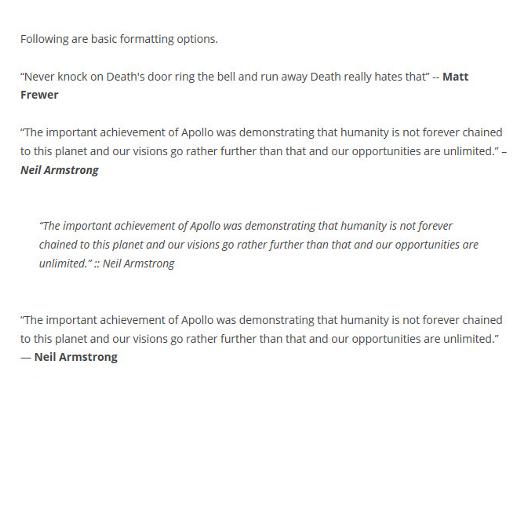 Following are basic formatting options.
“Never knock on Death's door ring the bell and run away Death really hates that” -- Matt
Frewer
“The important achievement of Apollo was demonstrating that humanity is not forever chained
to this planet and our visions go rather further than that and our opportunities are unlimited.” –
Neil Armstrong
“The important achievement of Apollo was demonstrating that humanity is not forever
chained to this planet and our visions go rather further than that and our opportunities are
unlimited.” :: Neil Armstrong
“The important achievement of Apollo was demonstrating that humanity is not forever chained
to this planet and our visions go rather further than that and our opportunities are unlimited.”
— Neil Armstrong